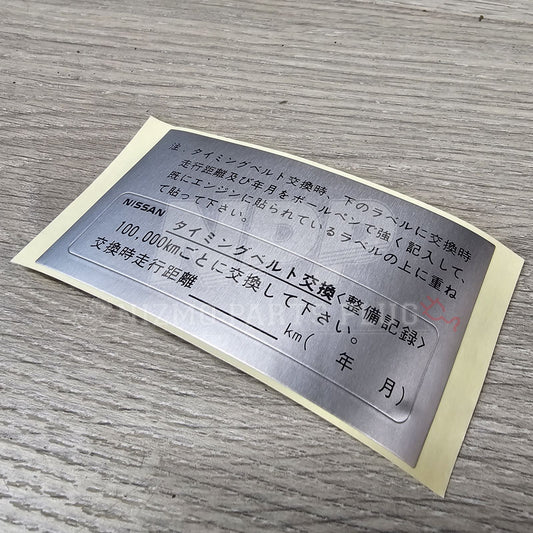 注：タイミングベルト交換時、下のラベルに交換時
走行距離及び年月をボールペンで強く記入して、
既にエンジンに貼られているラベルの上に重ね
て貼って下さい。
NISSAN
タイミングベルト交換〈整備記録〉
100,000kmごとに交換して下さい。
交換時走行距離 km( 年 月)
NIZMO PARTS